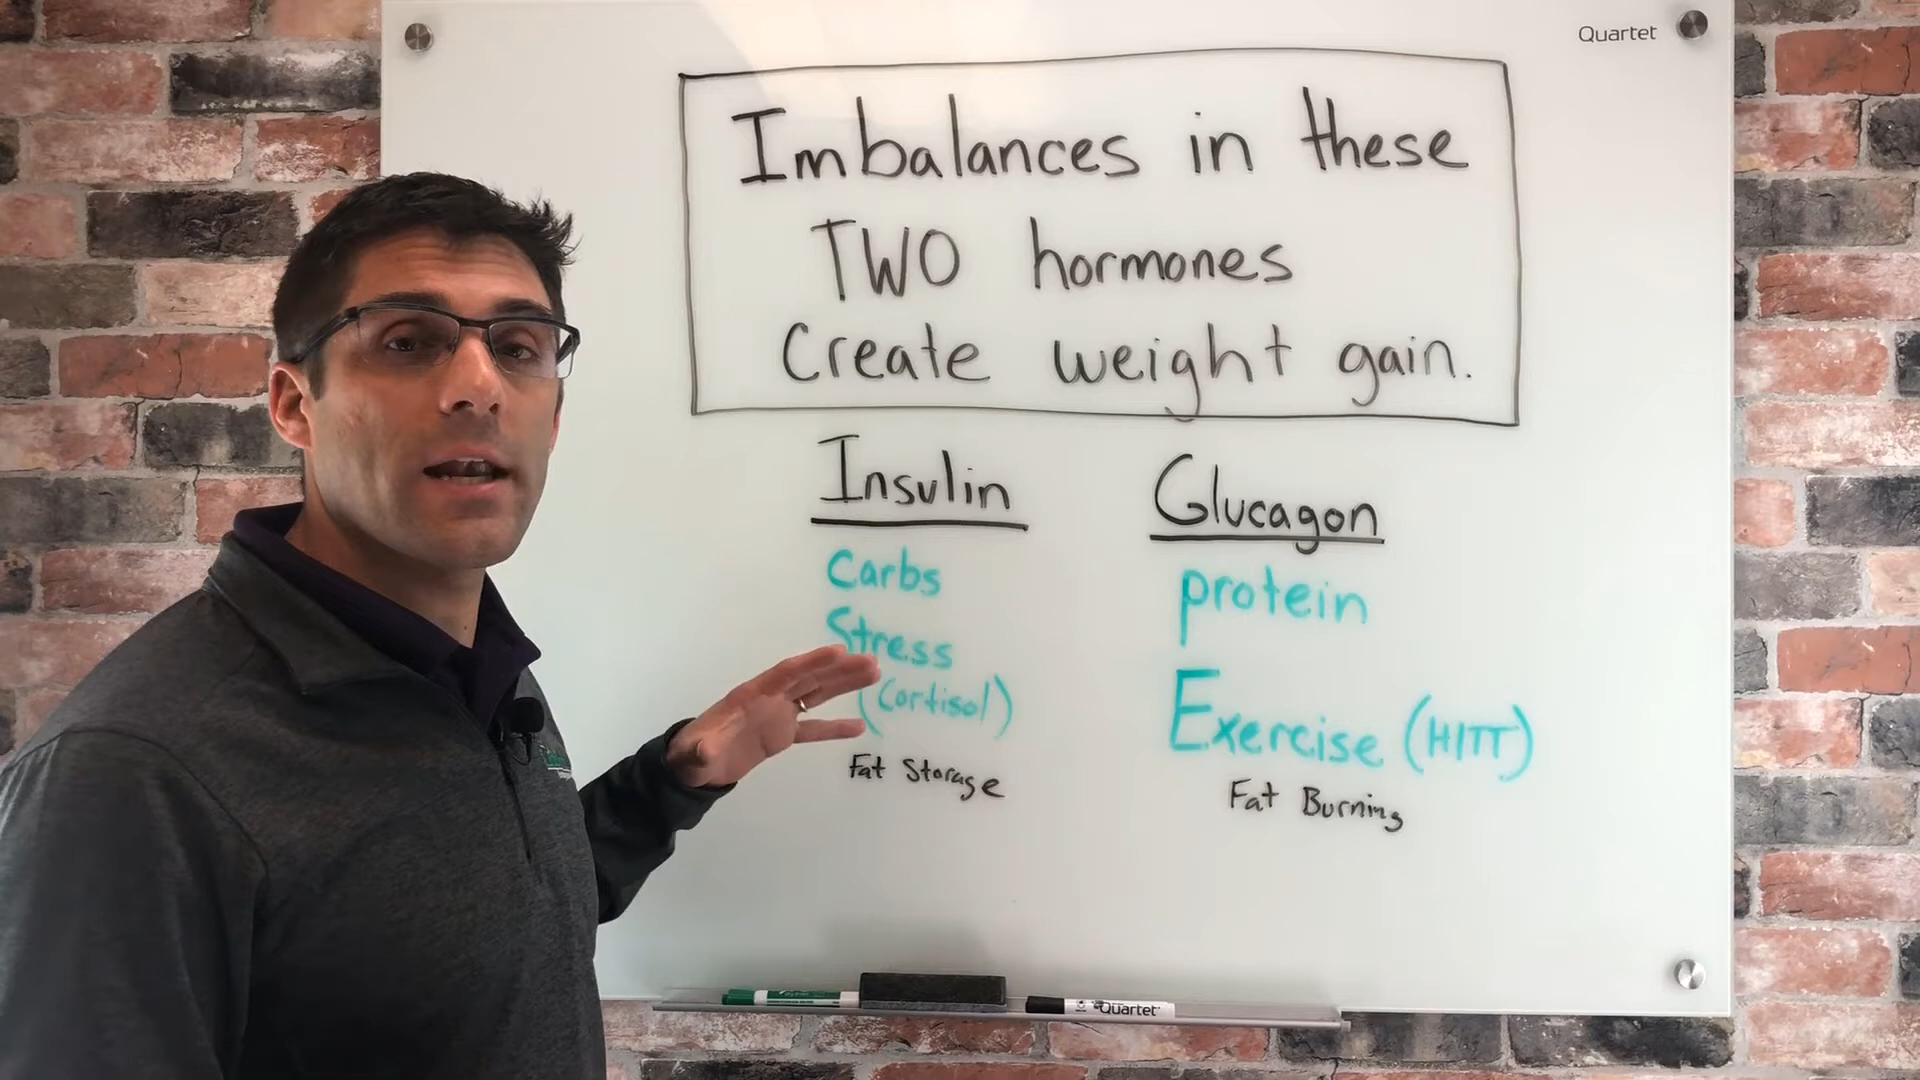 Quartet
Imbalances in these
TWO hormones
Create weight gain.
Insulin
Carbs
Stress
(Cortisol)
Fat Storage
Glucagon
protein
Exercise (HITT)
Fat Burning
Quartet